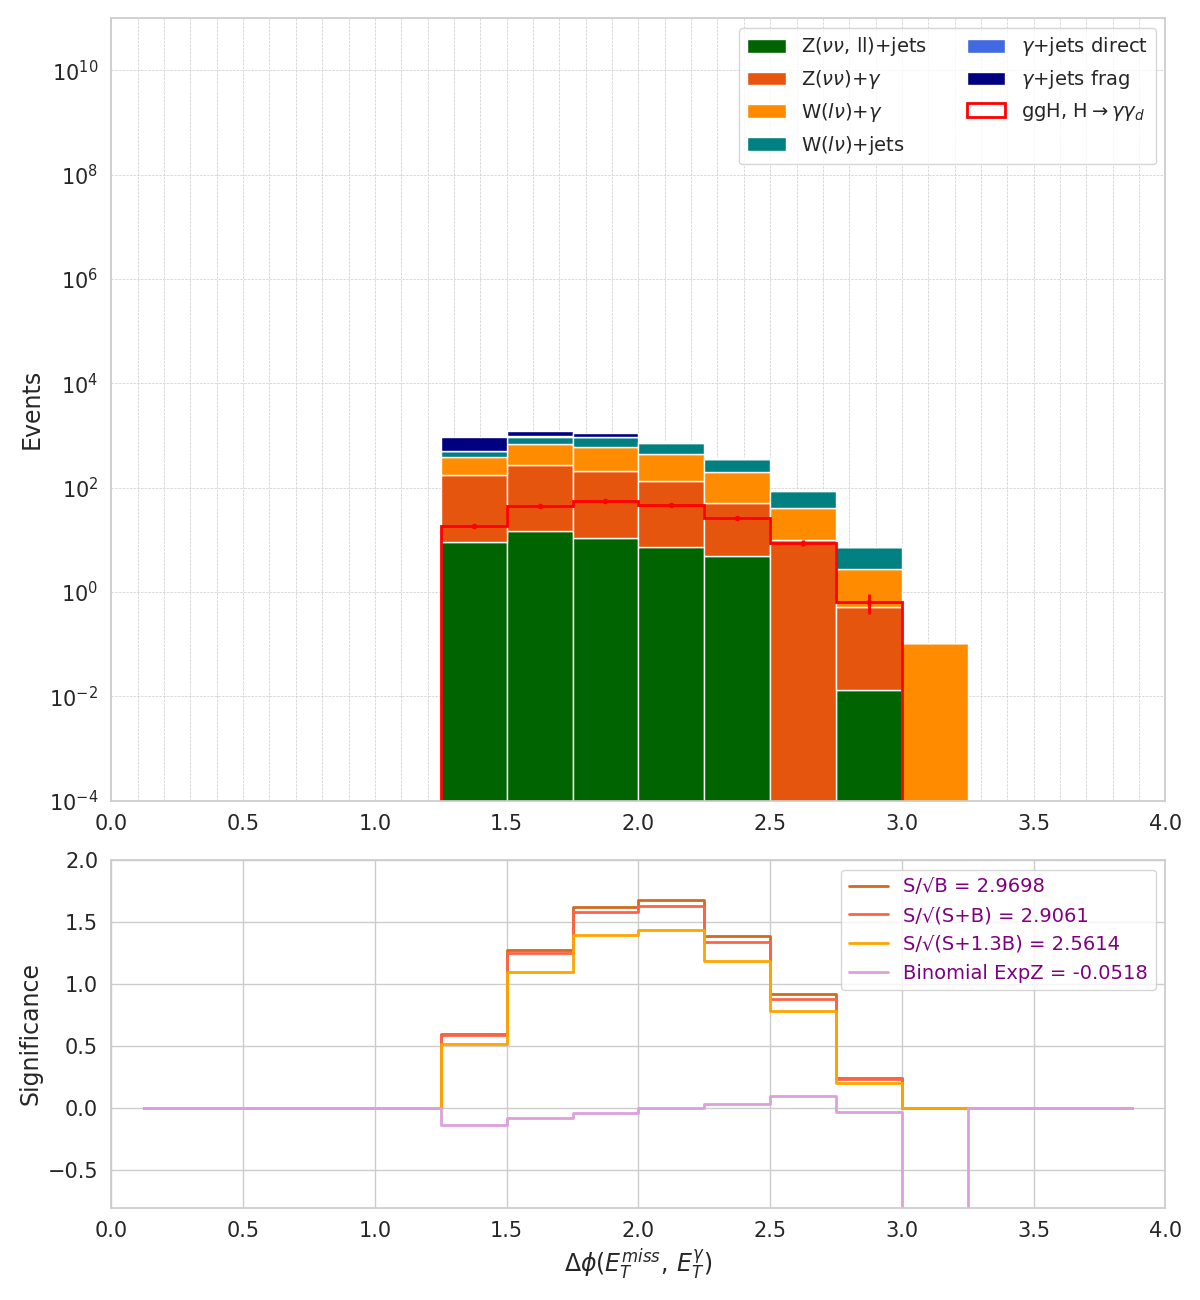 Z(νν, ll)+jets
Z(νν)+γ
W(lν)+γ
W(lν)+jets
γ+jets direct
γ+jets frag
ggH, H→γγ_d
Events
10^10
10^8
10^6
10^4
10^2
10^0
10^−2
10^−4
0.0 0.5 1.0 1.5 2.0 2.5 3.0 3.5 4.0
S/√B = 2.9698
S/√(S+B) = 2.9061
S/√(S+1.3B) = 2.5614
Binomial ExpZ = -0.0518
Significance
2.0
1.5
1.0
0.5
0.0
−0.5
0.0 0.5 1.0 1.5 2.0 2.5 3.0 3.5 4.0
Δϕ(E_T^miss, E_T^γ)